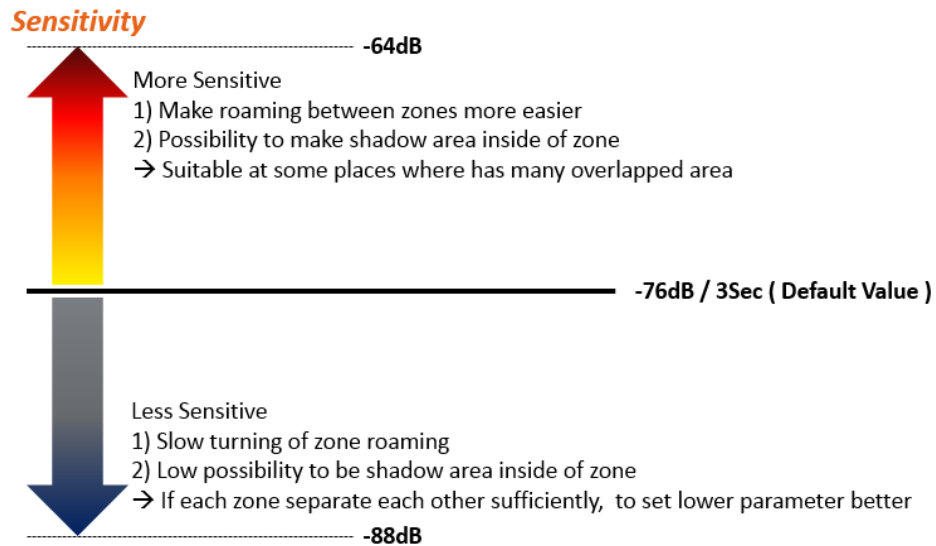 Sensitivity
-64dB
More Sensitive
1) Make roaming between zones more easier
2) Possibility to make shadow area inside of zone
→ Suitable at some places where has many overlapped area
-76dB / 3Sec ( Default Value )
Less Sensitive
1) Slow turning of zone roaming
2) Low possibility to be shadow area inside of zone
→ If each zone separate each other sufficiently,  to set lower parameter better
-88dB